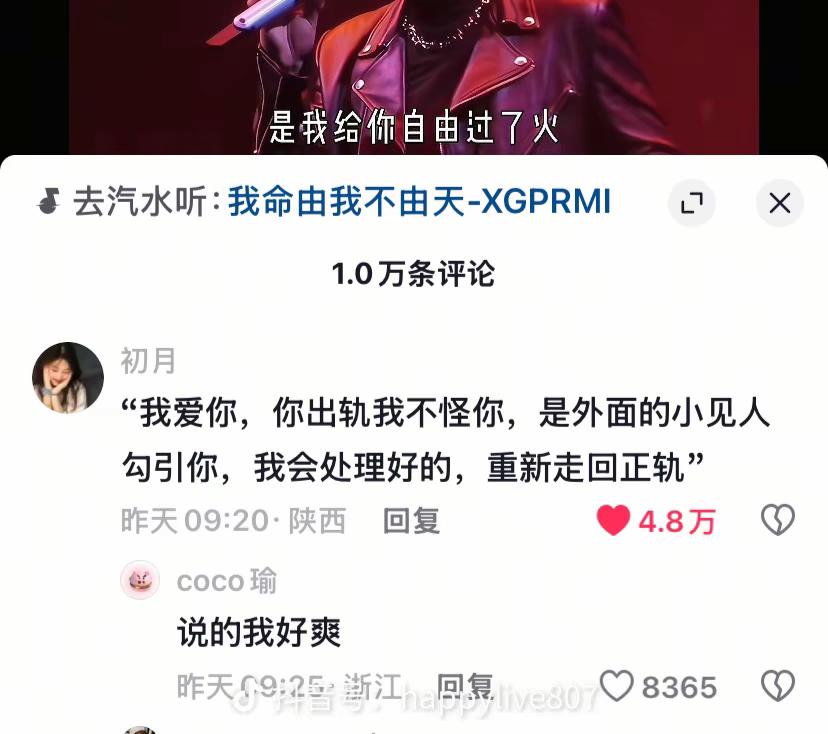 是我给你自由过了火
去汽水听：我命由我不由天-XGPRMI
1.0万条评论
初月
“我爱你，你出轨我不怪你，是外面的小见人
勾引你，我会处理好的，重新走回正轨”
昨天09:20·陕西 回复 4.8万
coco瑜
说的我好爽
昨天09:25·浙江 回复 8365
抖音号：happylive807